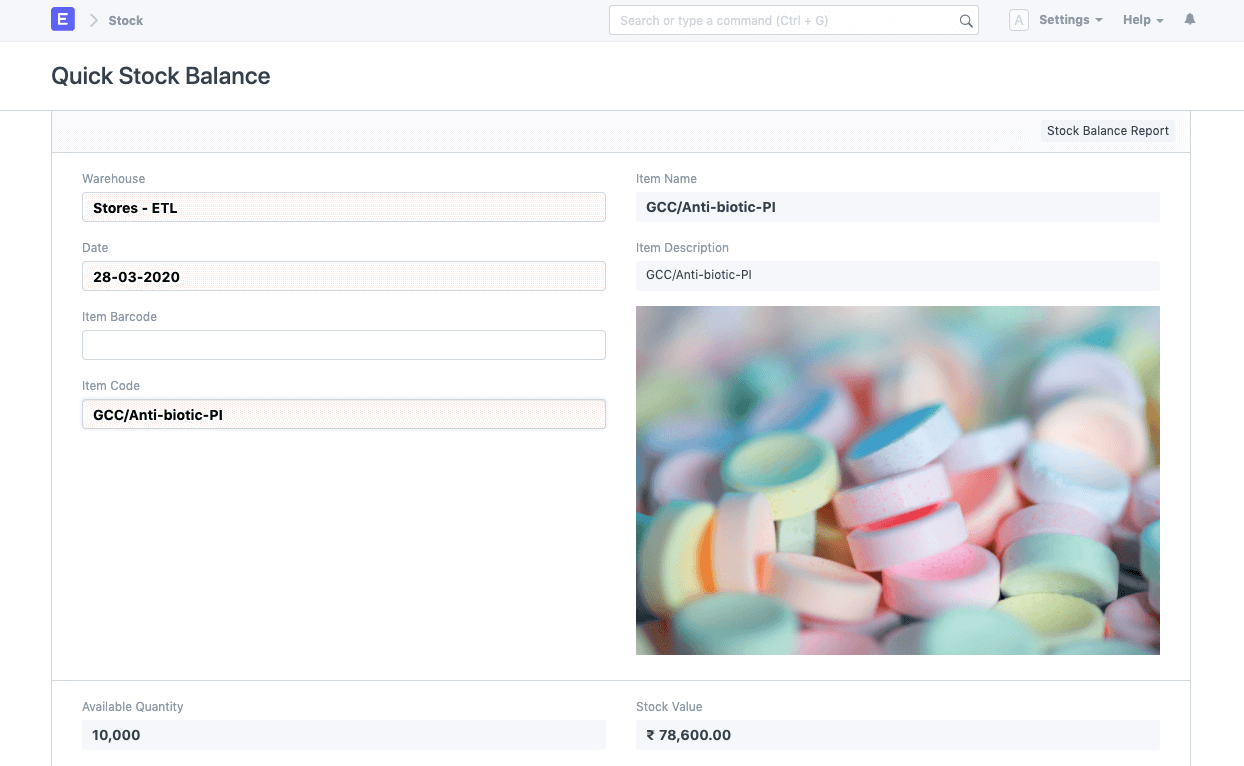 E
Stock
Search or type a command (Ctrl + G)
A
Settings
Help
Quick Stock Balance
Stock Balance Report
Warehouse
Stores - ETL
Date
28-03-2020
Item Barcode
Item Code
GCC/Anti-biotic-PI
Item Name
GCC/Anti-biotic-PI
Item Description
GCC/Anti-biotic-PI
Available Quantity
10,000
Stock Value
₹ 78,600.00